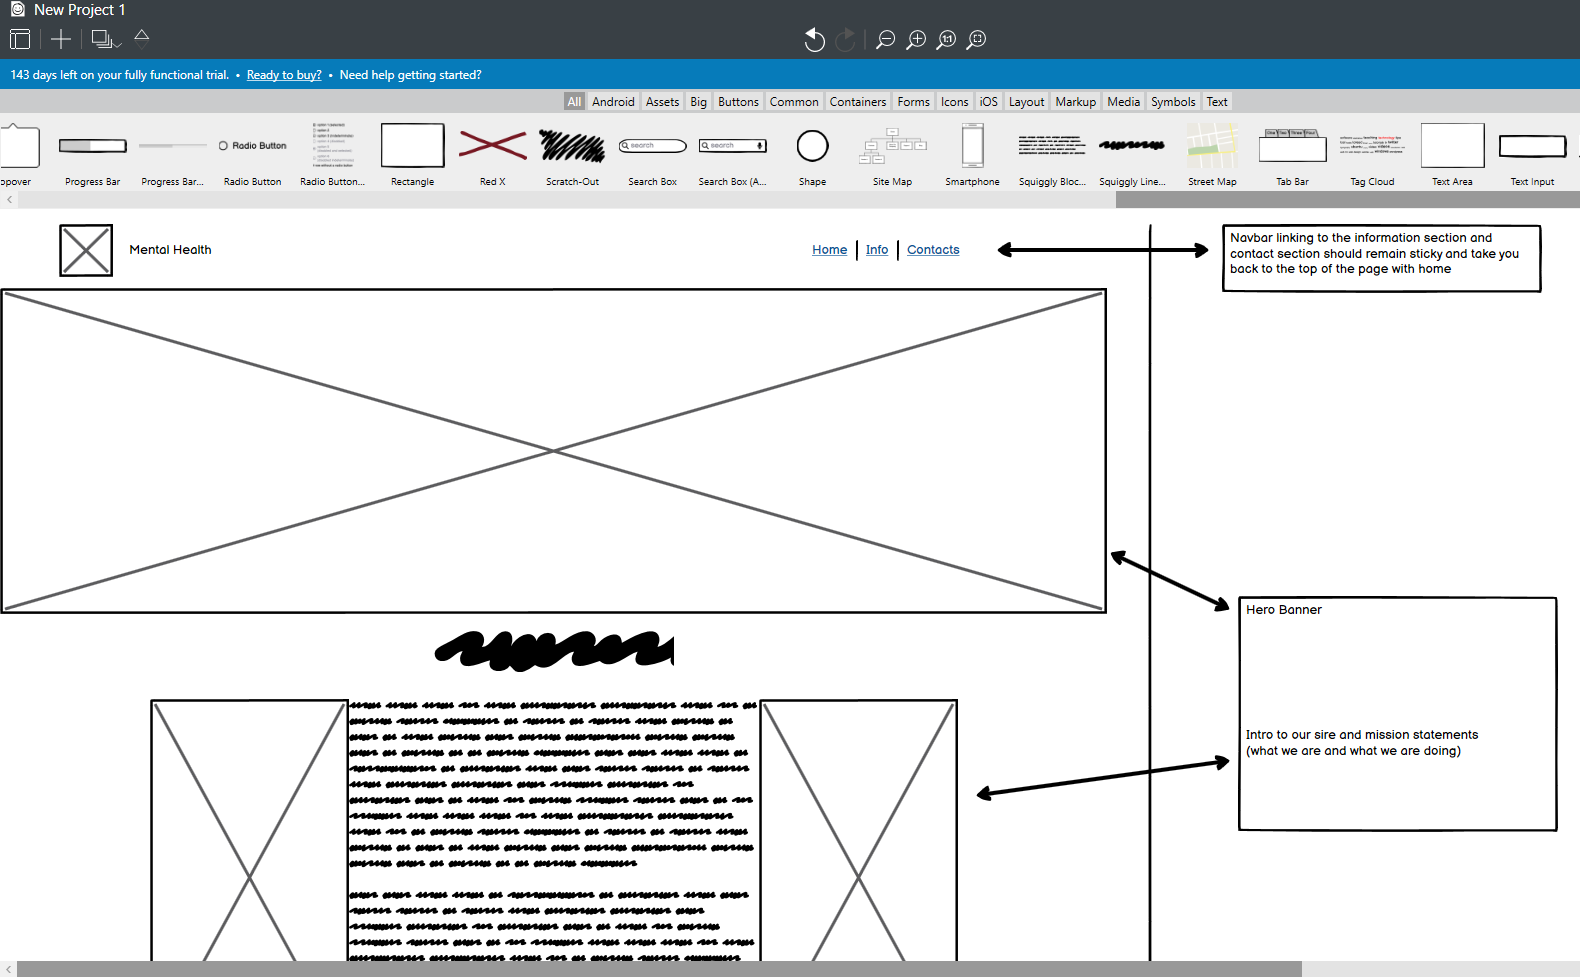 New Project 1
143 days left on your fully functional trial. • Ready to buy? • Need help getting started?
All Android Assets Big Buttons Common Containers Forms Icons iOS Layout Markup Media Symbols Text
Radio Button
search
search
One Two Three Four
opover Progress Bar Progress Bar... Radio Button Radio Button... Rectangle Red X Scratch-Out Search Box Search Box (A... Shape Site Map Smartphone Squiggly Bloc... Squiggly Line... Street Map Tab Bar Tag Cloud Text Area Text Input
Mental Health
Home Info Contacts
Navbar linking to the information section and
contact section should remain sticky and take you
back to the top of the page with home
Hero Banner
Intro to our sire and mission statements
(what we are and what we are doing)